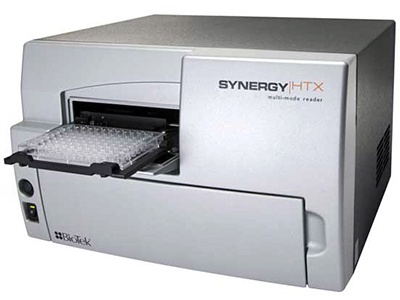 SYNERGY|HTX
multi-mode reader
BioTek